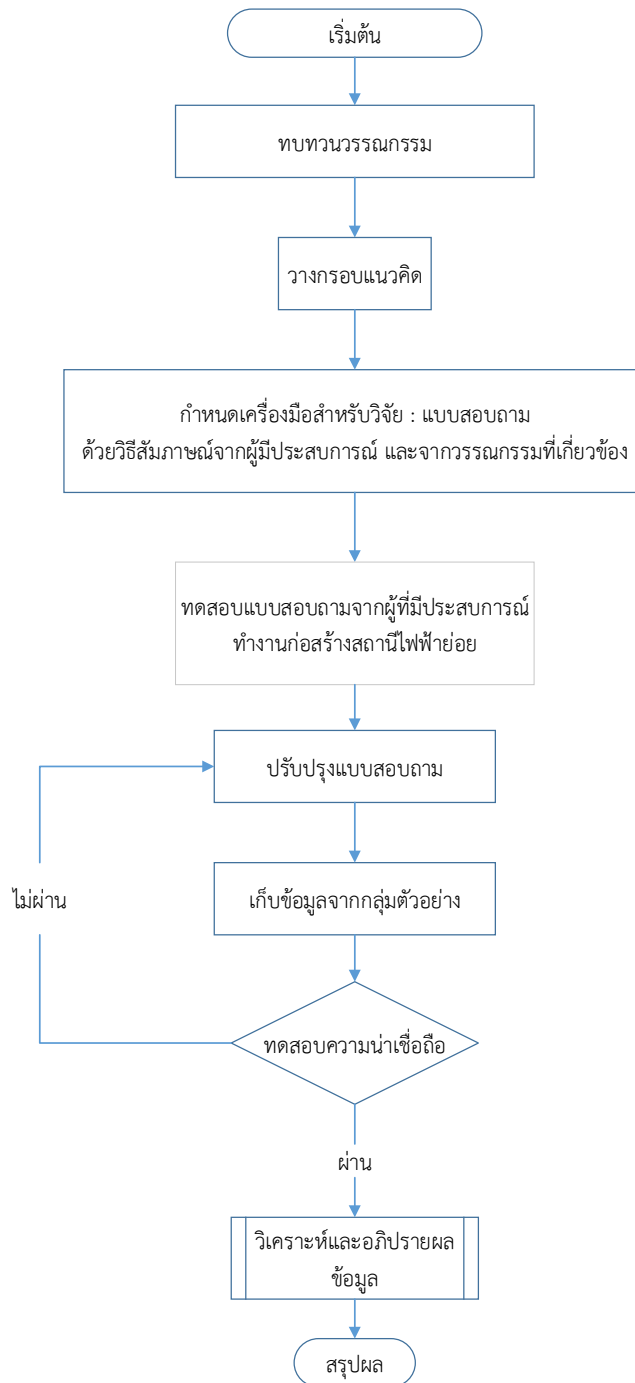 เริ่มต้น
ทบทวนวรรณกรรม
วางกรอบแนวคิด
กำหนดเครื่องมือสำหรับวิจัย : แบบสอบถาม
ด้วยวิธีสัมภาษณ์จากผู้มีประสบการณ์ และจากวรรณกรรมที่เกี่ยวข้อง
ทดสอบแบบสอบถามจากผู้ที่มีประสบการณ์
ทำงานก่อสร้างสถานีไฟฟ้าย่อย
ปรับปรุงแบบสอบถาม
ไม่ผ่าน
เก็บข้อมูลจากกลุ่มตัวอย่าง
ทดสอบความน่าเชื่อถือ
ผ่าน
วิเคราะห์และอภิปรายผล
ข้อมูล
สรุปผล